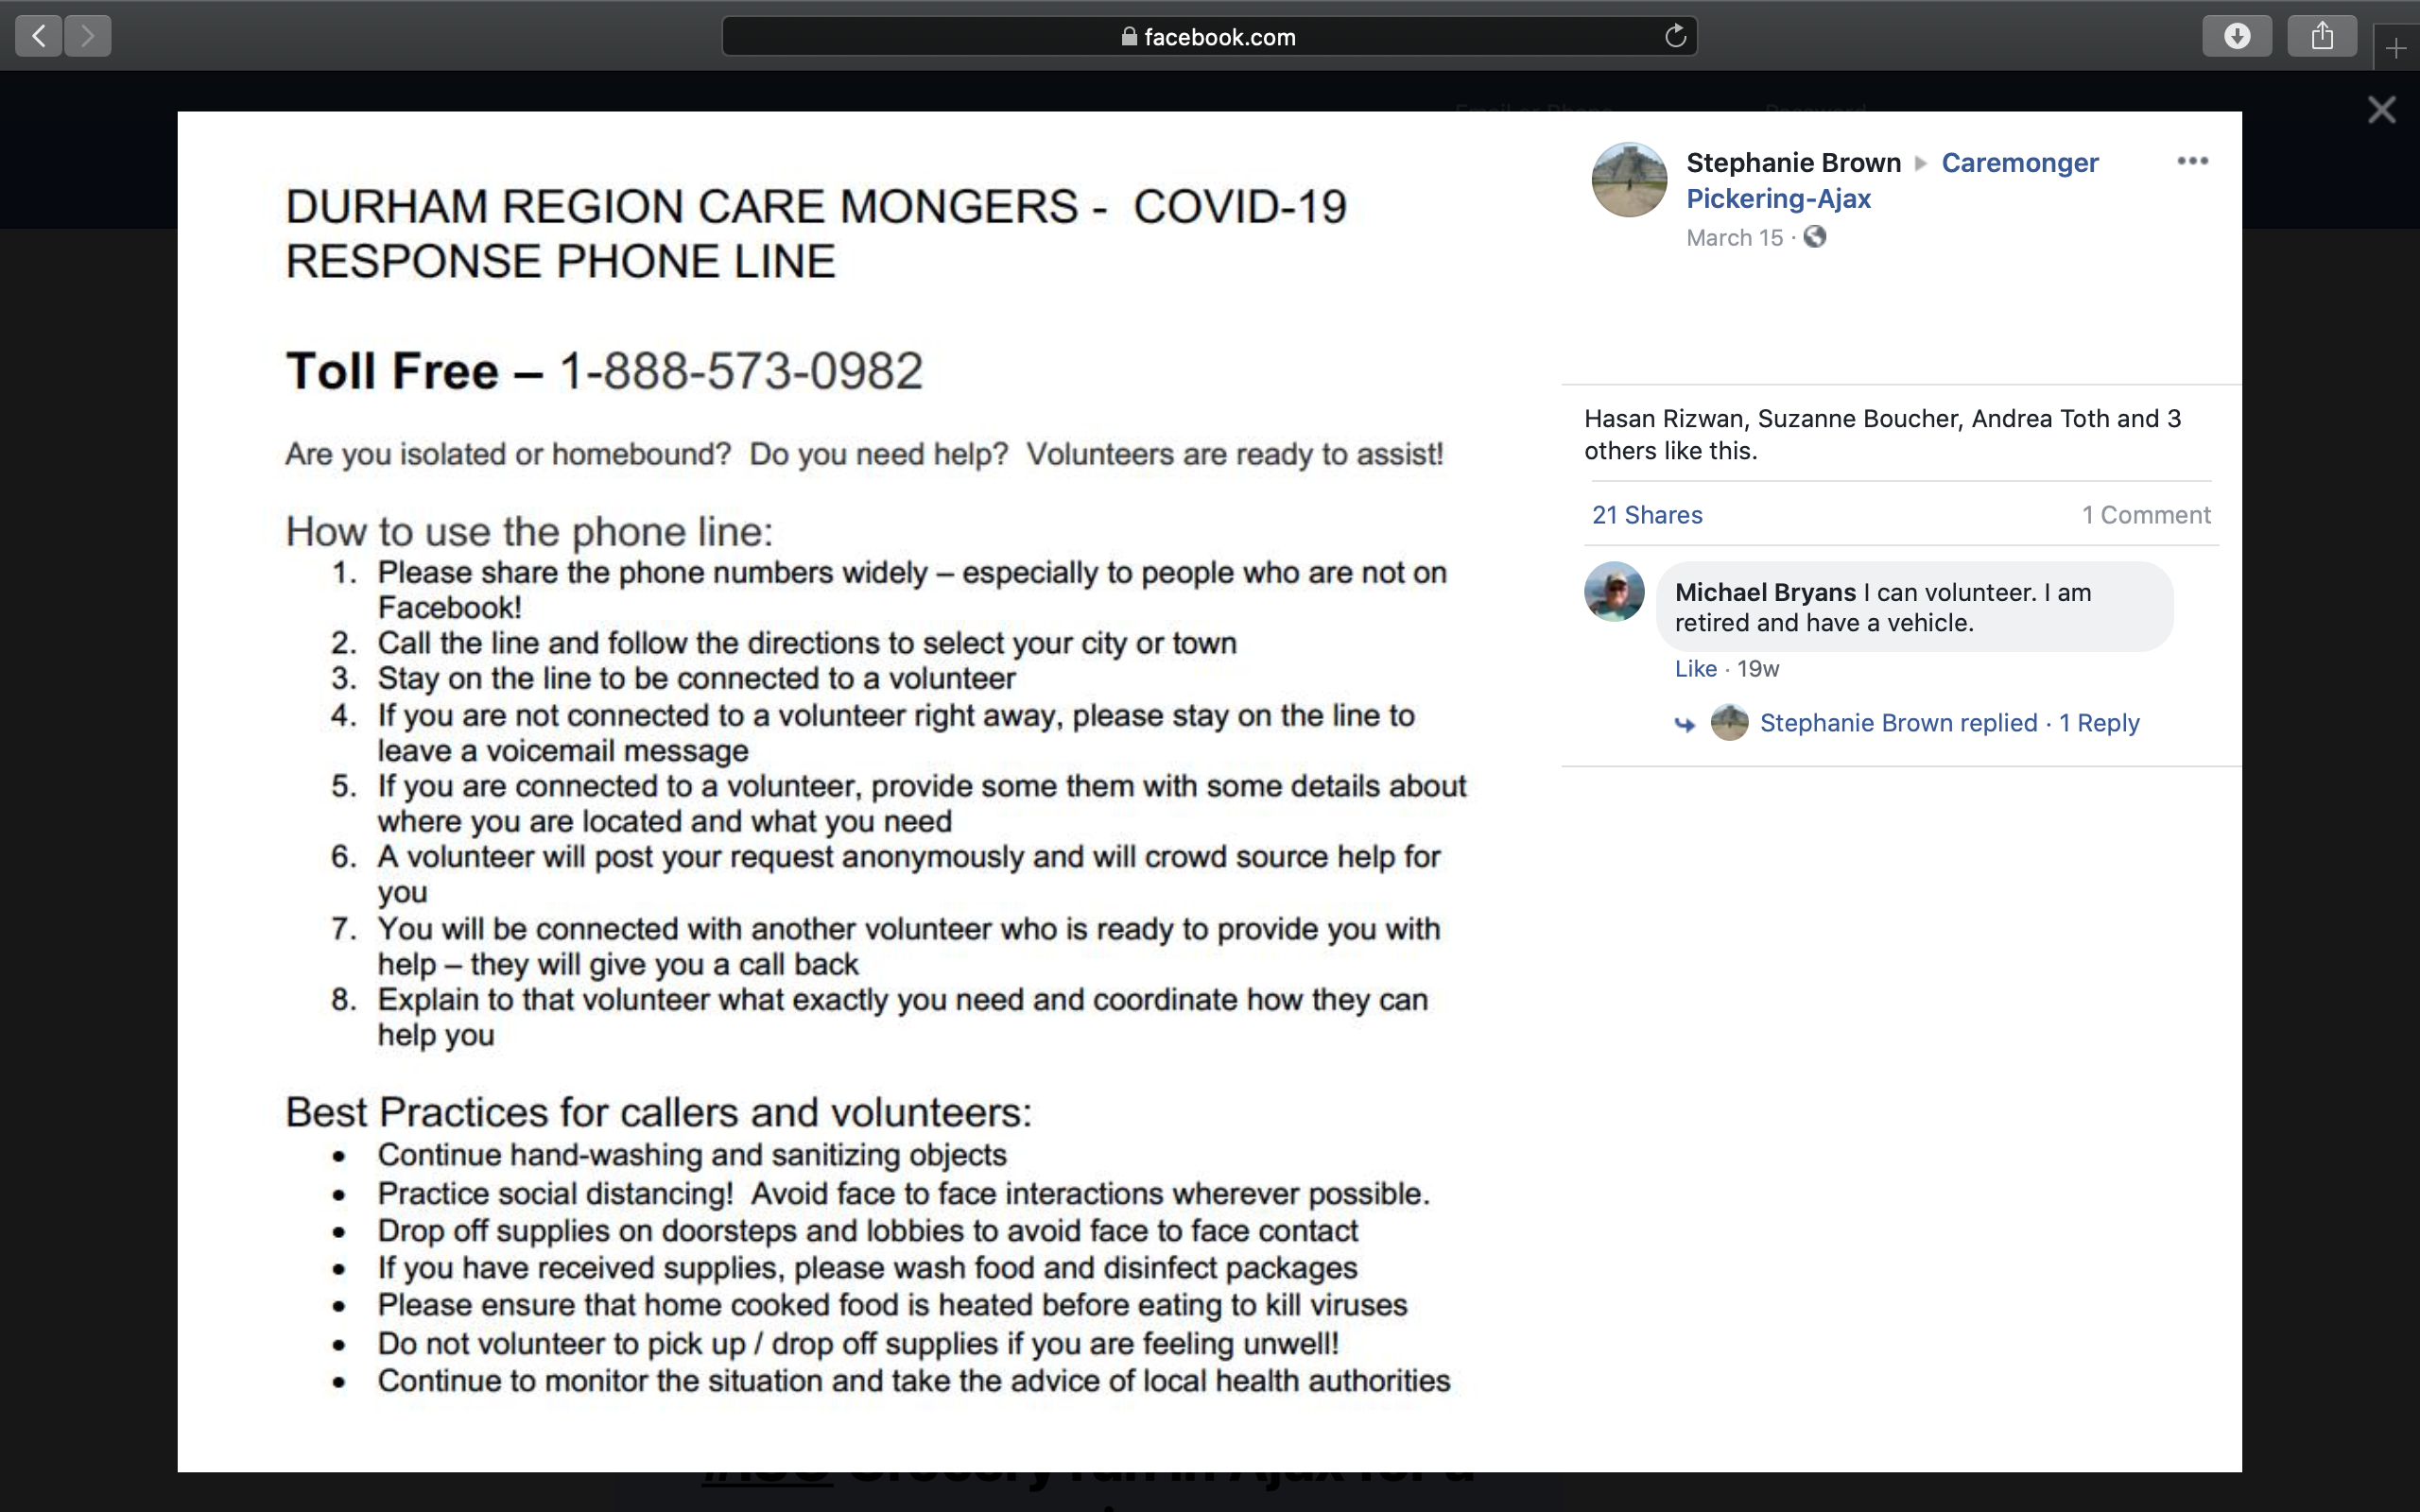 facebook.com
DURHAM REGION CARE MONGERS - COVID-19
RESPONSE PHONE LINE
Toll Free – 1-888-573-0982
Are you isolated or homebound? Do you need help? Volunteers are ready to assist!
How to use the phone line:
1. Please share the phone numbers widely – especially to people who are not on
Facebook!
2. Call the line and follow the directions to select your city or town
3. Stay on the line to be connected to a volunteer
4. If you are not connected to a volunteer right away, please stay on the line to
leave a voicemail message
5. If you are connected to a volunteer, provide some them with some details about
where you are located and what you need
6. A volunteer will post your request anonymously and will crowd source help for
you
7. You will be connected with another volunteer who is ready to provide you with
help – they will give you a call back
8. Explain to that volunteer what exactly you need and coordinate how they can
help you
Best Practices for callers and volunteers:
• Continue hand-washing and sanitizing objects
• Practice social distancing! Avoid face to face interactions wherever possible.
• Drop off supplies on doorsteps and lobbies to avoid face to face contact
• If you have received supplies, please wash food and disinfect packages
• Please ensure that home cooked food is heated before eating to kill viruses
• Do not volunteer to pick up / drop off supplies if you are feeling unwell!
• Continue to monitor the situation and take the advice of local health authorities
Stephanie Brown ▸ Caremonger
Pickering-Ajax
March 15 ·
Hasan Rizwan, Suzanne Boucher, Andrea Toth and 3
others like this.
21 Shares 1 Comment
Michael Bryans I can volunteer. I am
retired and have a vehicle.
Like · 19w
Stephanie Brown replied · 1 Reply